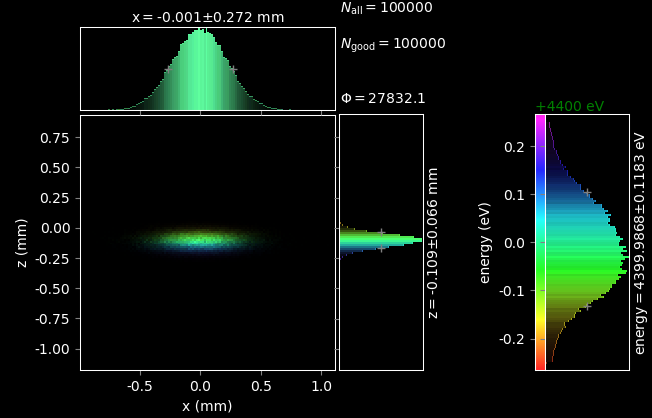 x = -0.001±0.272 mm
N_all = 100000
N_good = 100000
Φ = 27832.1
+4400 eV
0.75
0.50
0.25
0.00
-0.25
-0.50
-0.75
-1.00
z (mm)
-0.5
0.0
0.5
1.0
x (mm)
z = -0.109±0.066 mm
0.2
0.1
0.0
-0.1
-0.2
energy (eV)
energy = 4399.9868±0.1183 eV